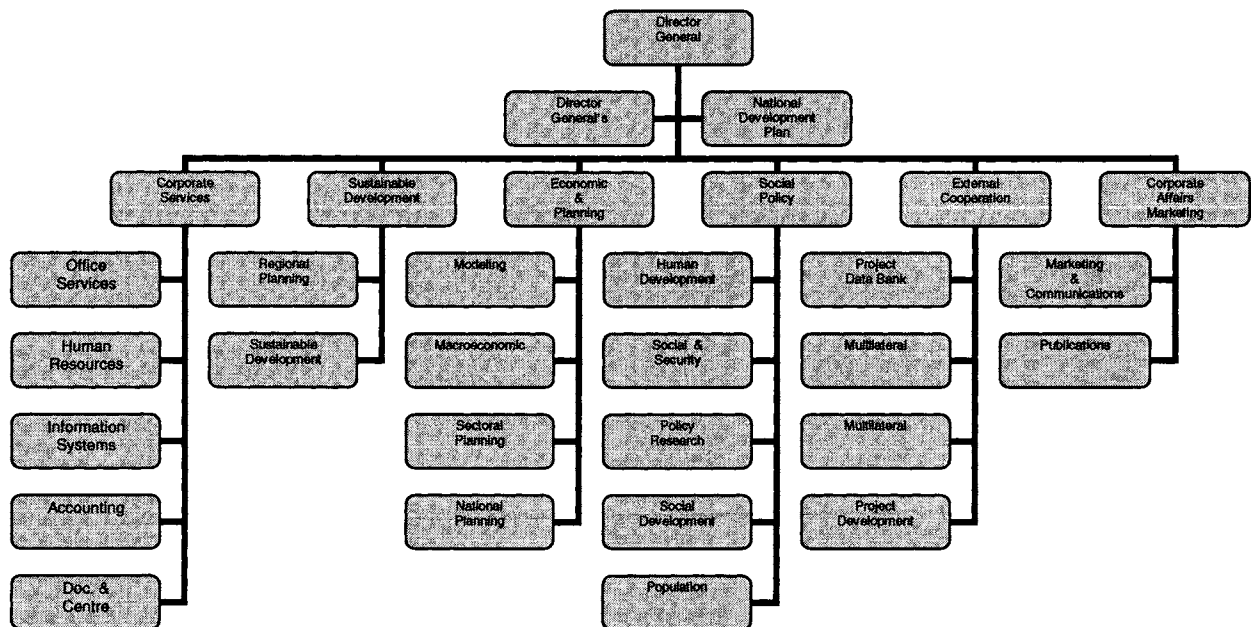 Director
General
Director
General's
National
Development
Plan
Corporate
Services
Sustainable
Development
Economic
&
Planning
Social
Policy
External
Cooperation
Corporate
Affairs
Marketing
Office
Services
Human
Resources
Information
Systems
Accounting
Doc. &
Centre
Regional
Planning
Sustainable
Development
Modeling
Macroeconomic
Sectoral
Planning
National
Planning
Human
Development
Social &
Security
Policy
Research
Social
Development
Population
Project
Data Bank
Multilateral
Multilateral
Project
Development
Marketing
&
Communications
Publications